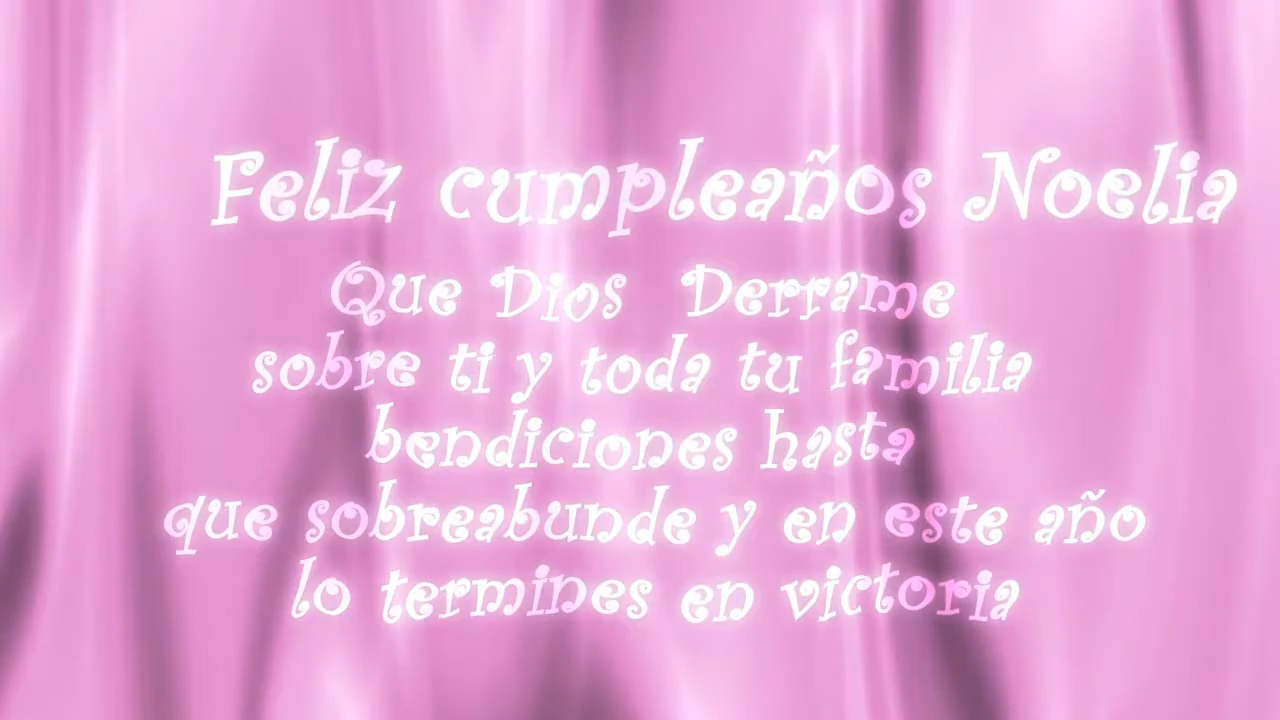 Feliz cumpleaños Noelia
Que Dios Derrame
sobre ti y toda tu familia
bendiciones hasta
que sobreabunde y en este año
lo termines en victoria